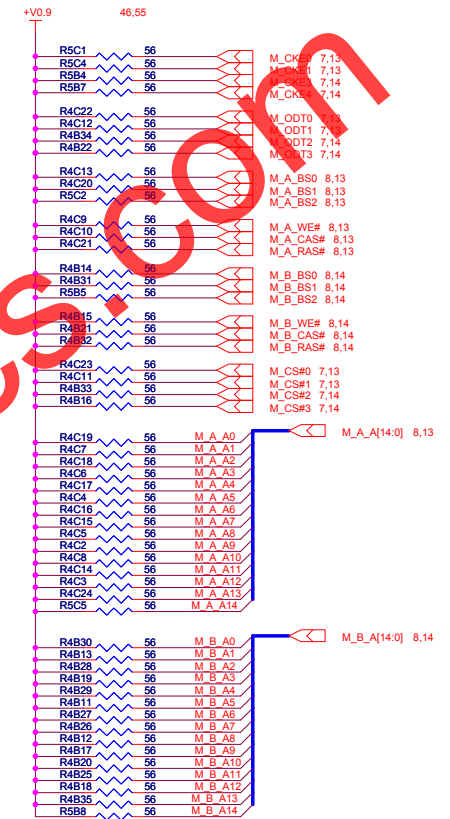 +V0.9 46,55
R5C1 56 M_CKE0 7,13
R5C4 56 M_CKE1 7,13
R5B4 56 M_CKE3 7,14
R5B7 56 M_CKE4 7,14
R4C22 56 M_ODT0 7,13
R4C12 56 M_ODT1 7,13
R4B34 56 M_ODT2 7,14
R4B22 56 M_ODT3 7,14
R4C13 56 M_A_BS0 8,13
R4C20 56 M_A_BS1 8,13
R5C2 56 M_A_BS2 8,13
R4C9 56 M_A_WE# 8,13
R4C10 56 M_A_CAS# 8,13
R4C21 56 M_A_RAS# 8,13
R4B14 56 M_B_BS0 8,14
R4B31 56 M_B_BS1 8,14
R5B5 56 M_B_BS2 8,14
R4B15 56 M_B_WE# 8,14
R4B21 56 M_B_CAS# 8,14
R4B32 56 M_B_RAS# 8,14
R4C23 56 M_CS#0 7,13
R4C11 56 M_CS#1 7,13
R4B33 56 M_CS#2 7,14
R4B16 56 M_CS#3 7,14
M_A_A[14:0] 8,13
R4C19 56 M_A_A0
R4C7 56 M_A_A1
R4C18 56 M_A_A2
R4C6 56 M_A_A3
R4C17 56 M_A_A4
R4C4 56 M_A_A5
R4C16 56 M_A_A6
R4C15 56 M_A_A7
R4C5 56 M_A_A8
R4C2 56 M_A_A9
R4C8 56 M_A_A10
R4C14 56 M_A_A11
R4C3 56 M_A_A12
R4C24 56 M_A_A13
R5C5 56 M_A_A14
M_B_A[14:0] 8,14
R4B30 56 M_B_A0
R4B13 56 M_B_A1
R4B28 56 M_B_A2
R4B19 56 M_B_A3
R4B29 56 M_B_A4
R4B11 56 M_B_A5
R4B27 56 M_B_A6
R4B26 56 M_B_A7
R4B12 56 M_B_A8
R4B17 56 M_B_A9
R4B20 56 M_B_A10
R4B25 56 M_B_A11
R4B18 56 M_B_A12
R4B35 56 M_B_A13
R5B8 56 M_B_A14
cs.com